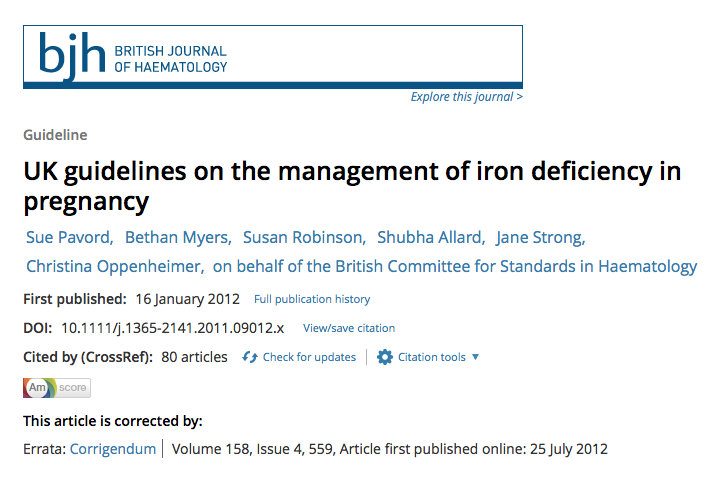 bjh BRITISH JOURNAL
OF HAEMATOLOGY
Explore this journal >
Guideline
UK guidelines on the management of iron deficiency in
pregnancy
Sue Pavord, Bethan Myers, Susan Robinson, Shubha Allard, Jane Strong,
Christina Oppenheimer, on behalf of the British Committee for Standards in Haematology
First published: 16 January 2012 Full publication history
DOI: 10.1111/j.1365-2141.2011.09012.x View/save citation
Cited by (CrossRef): 80 articles Check for updates | Citation tools ▼
Am score
This article is corrected by:
Errata: Corrigendum | Volume 158, Issue 4, 559, Article first published online: 25 July 2012